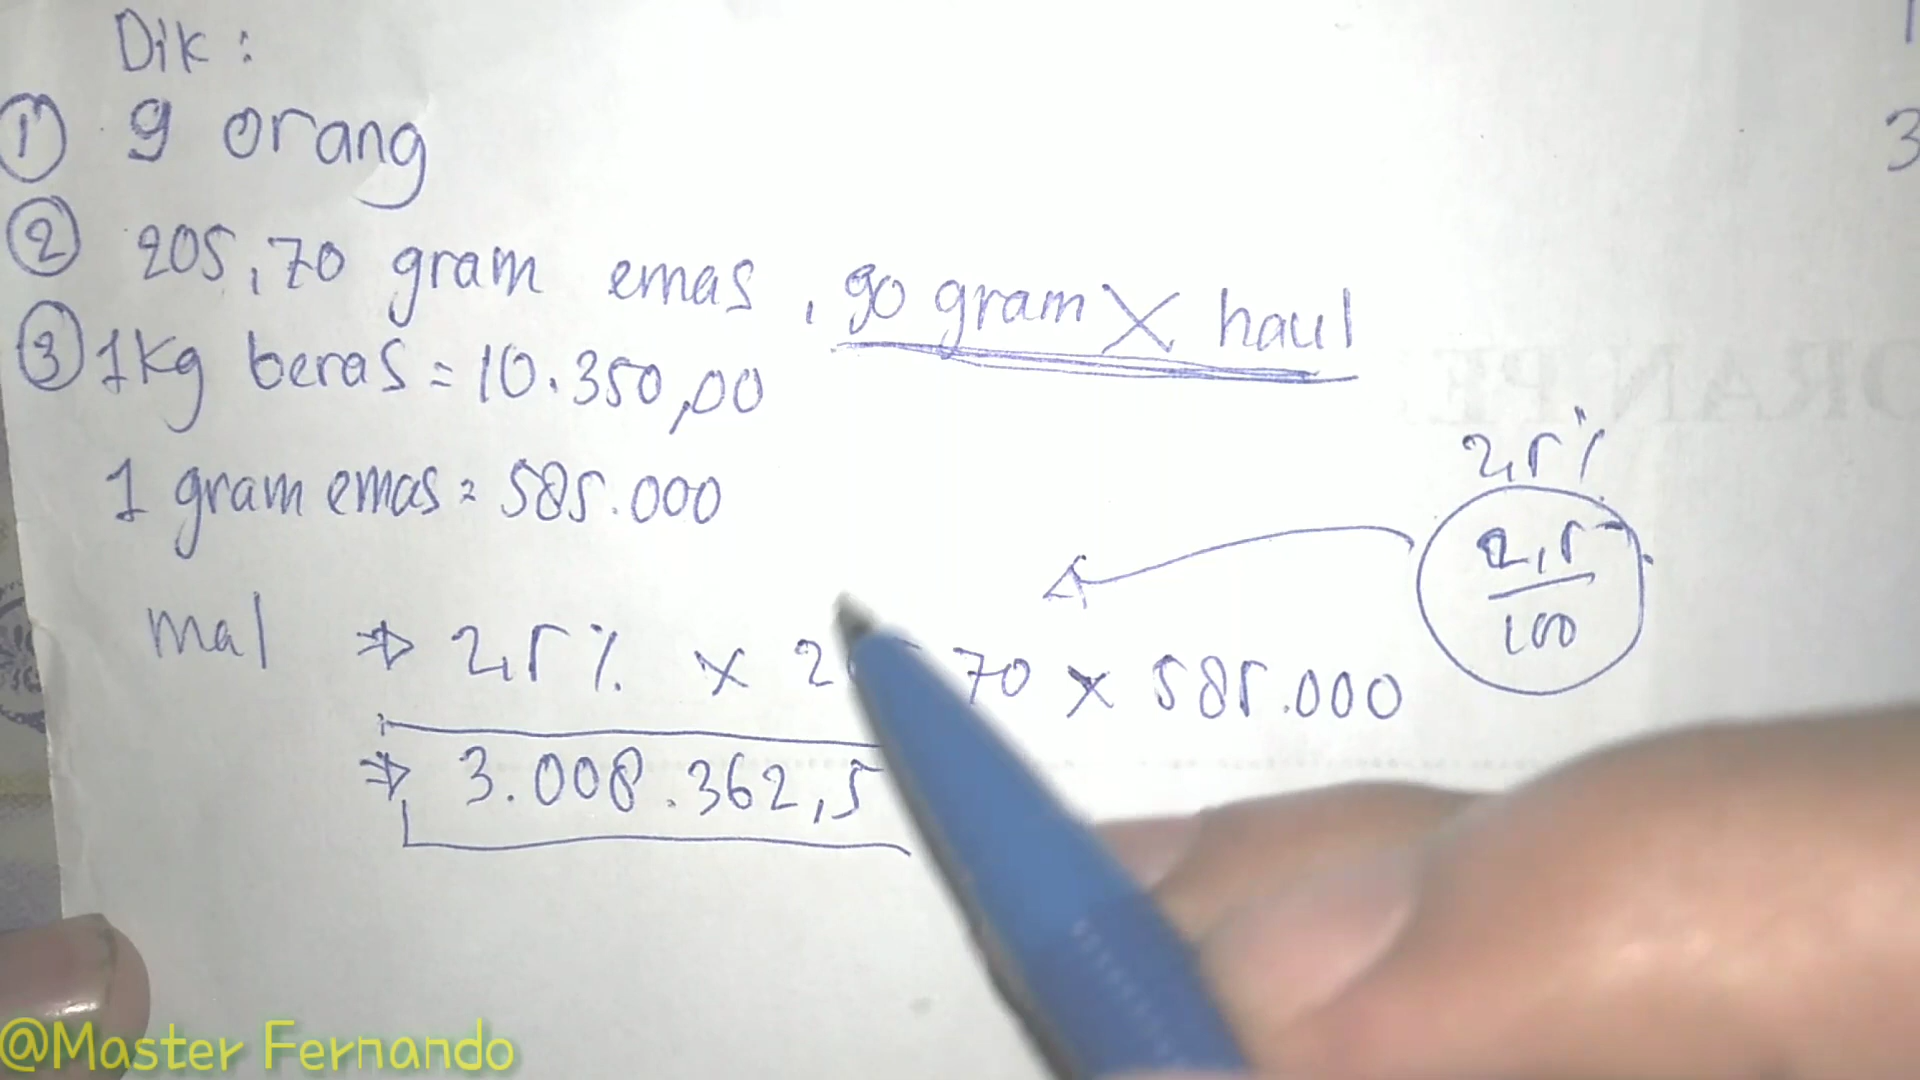 Dik :
① 9 orang
② 205,70 gram emas , 90 gram X haul
③ 1kg beras = 10.350,00
1 gram emas = 585.000
2,5%
2,5
100
mal ⇒ 2,5% x 2 70 x 585.000
⇒ 3.008.362,5
3
@Master Fernando